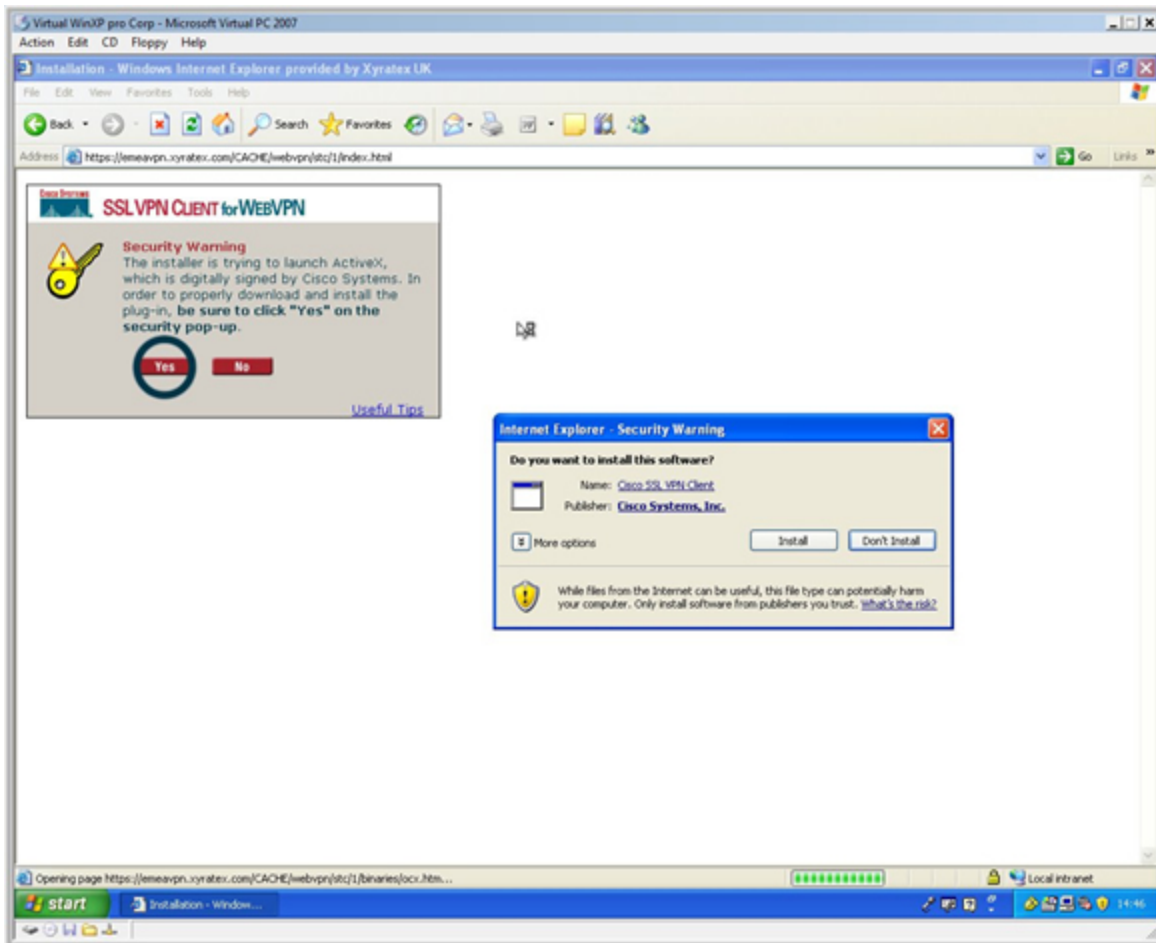 Virtual WinXP pro Corp - Microsoft Virtual PC 2007
Action Edit CD Floppy Help
Installation - Windows Internet Explorer provided by Xyratex UK
File Edit View Favorites Tools Help
Back Search Favorites
Address https://emeavpn.xyratex.com/CACHE/webvpn/stc/1/index.html Go Links
Cisco Systems
SSL VPN CLIENT for WEBVPN
Security Warning
The installer is trying to launch ActiveX,
which is digitally signed by Cisco Systems. In
order to properly download and install the
plug-in, be sure to click "Yes" on the
security pop-up.
Yes No
Useful Tips
Internet Explorer - Security Warning
Do you want to install this software?
Name: Cisco SSL VPN Client
Publisher: Cisco Systems, Inc.
More options Install Don't Install
While files from the Internet can be useful, this file type can potentially harm
your computer. Only install software from publishers you trust. What's the risk?
Opening page https://emeavpn.xyratex.com/CACHE/webvpn/stc/1/binaries/ocx.htm... Local intranet
start Installation - Window... 14:46